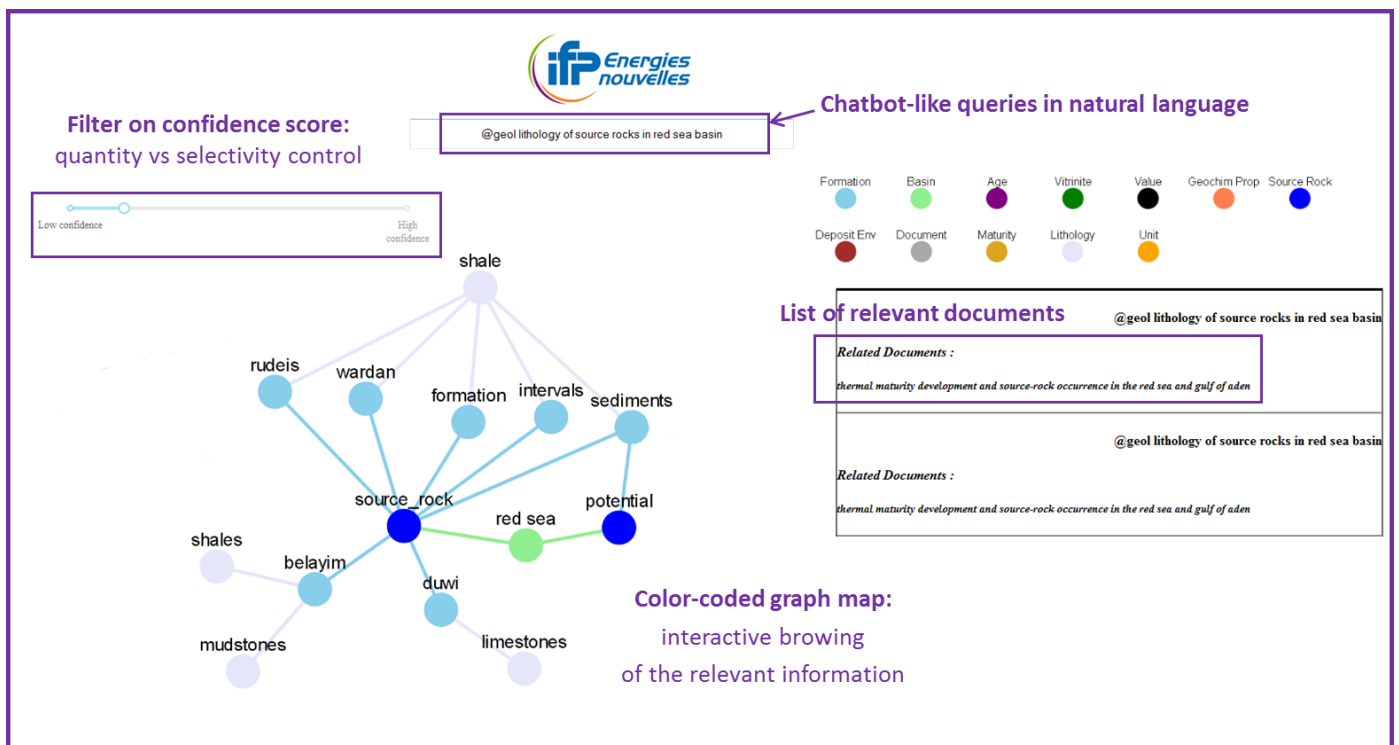 ifp Energies
nouvelles
Chatbot-like queries in natural language
Filter on confidence score:
quantity vs selectivity control
@geol lithology of source rocks in red sea basin
Low confidence
High
confidence
Formation Basin Age Vitrinite Value Geochim Prop Source Rock
Deposit Env Document Maturity Lithology Unit
shale
rudeis
wardan
formation
intervals
sediments
source_rock
red sea
potential
shales
belayim
duwi
mudstones
limestones
List of relevant documents
@geol lithology of source rocks in red sea basin
Related Documents :
thermal maturity development and source-rock occurrence in the red sea and gulf of aden
@geol lithology of source rocks in red sea basin
Related Documents :
thermal maturity development and source-rock occurrence in the red sea and gulf of aden
Color-coded graph map:
interactive browing
of the relevant information